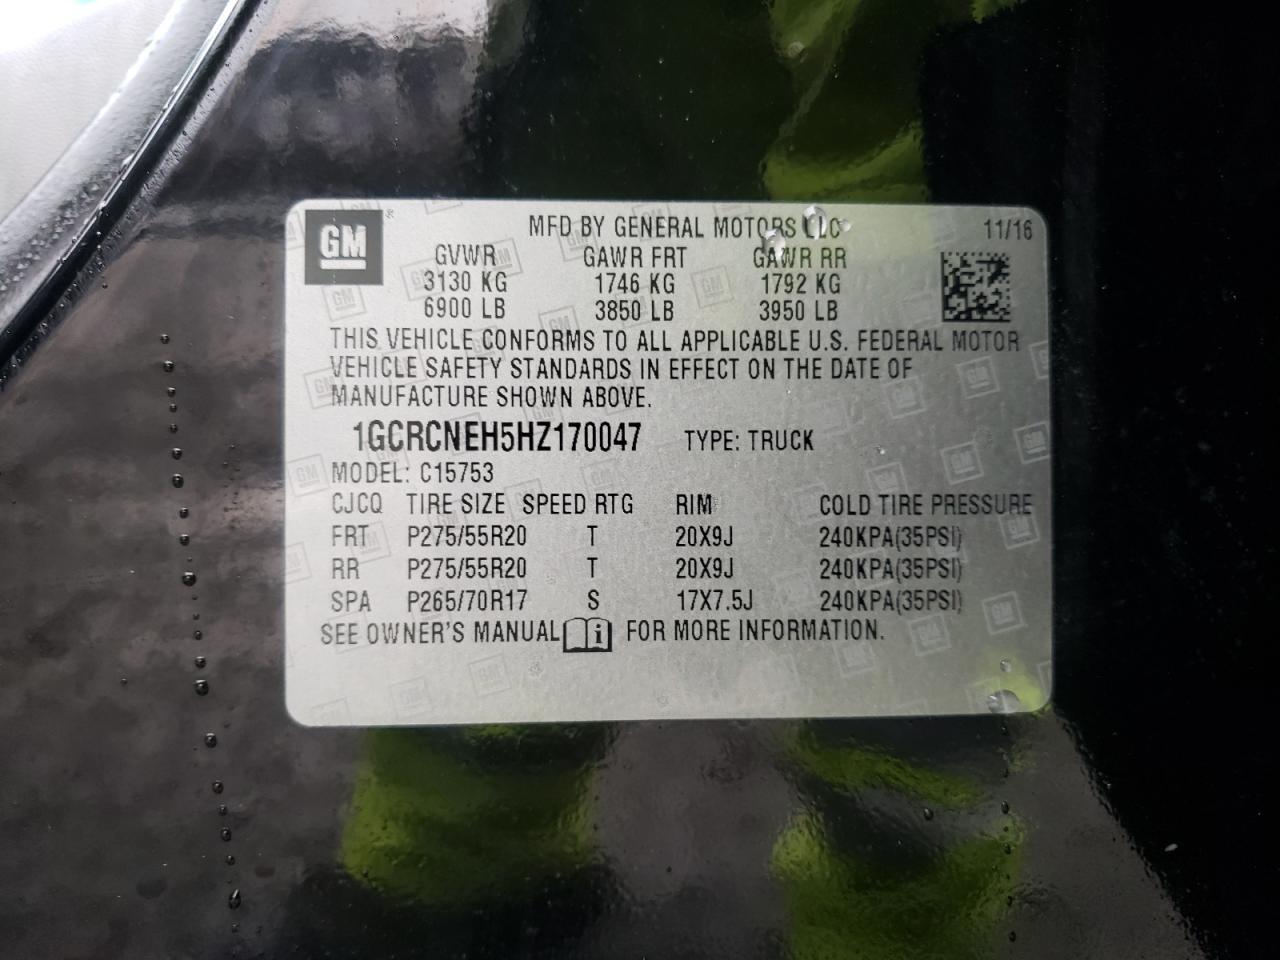 GM
MFD BY GENERAL MOTORS LLC 11/16
GVWR GAWR FRT GAWR RR
3130 KG 1746 KG 1792 KG
6900 LB 3850 LB 3950 LB
THIS VEHICLE CONFORMS TO ALL APPLICABLE U.S. FEDERAL MOTOR
VEHICLE SAFETY STANDARDS IN EFFECT ON THE DATE OF
MANUFACTURE SHOWN ABOVE.
1GCRCNEH5HZ170047 TYPE: TRUCK
MODEL: C15753
CJCQ TIRE SIZE SPEED RTG RIM COLD TIRE PRESSURE
FRT P275/55R20 T 20X9J 240KPA(35PSI)
RR P275/55R20 T 20X9J 240KPA(35PSI)
SPA P265/70R17 S 17X7.5J 240KPA(35PSI)
SEE OWNER'S MANUAL i FOR MORE INFORMATION.